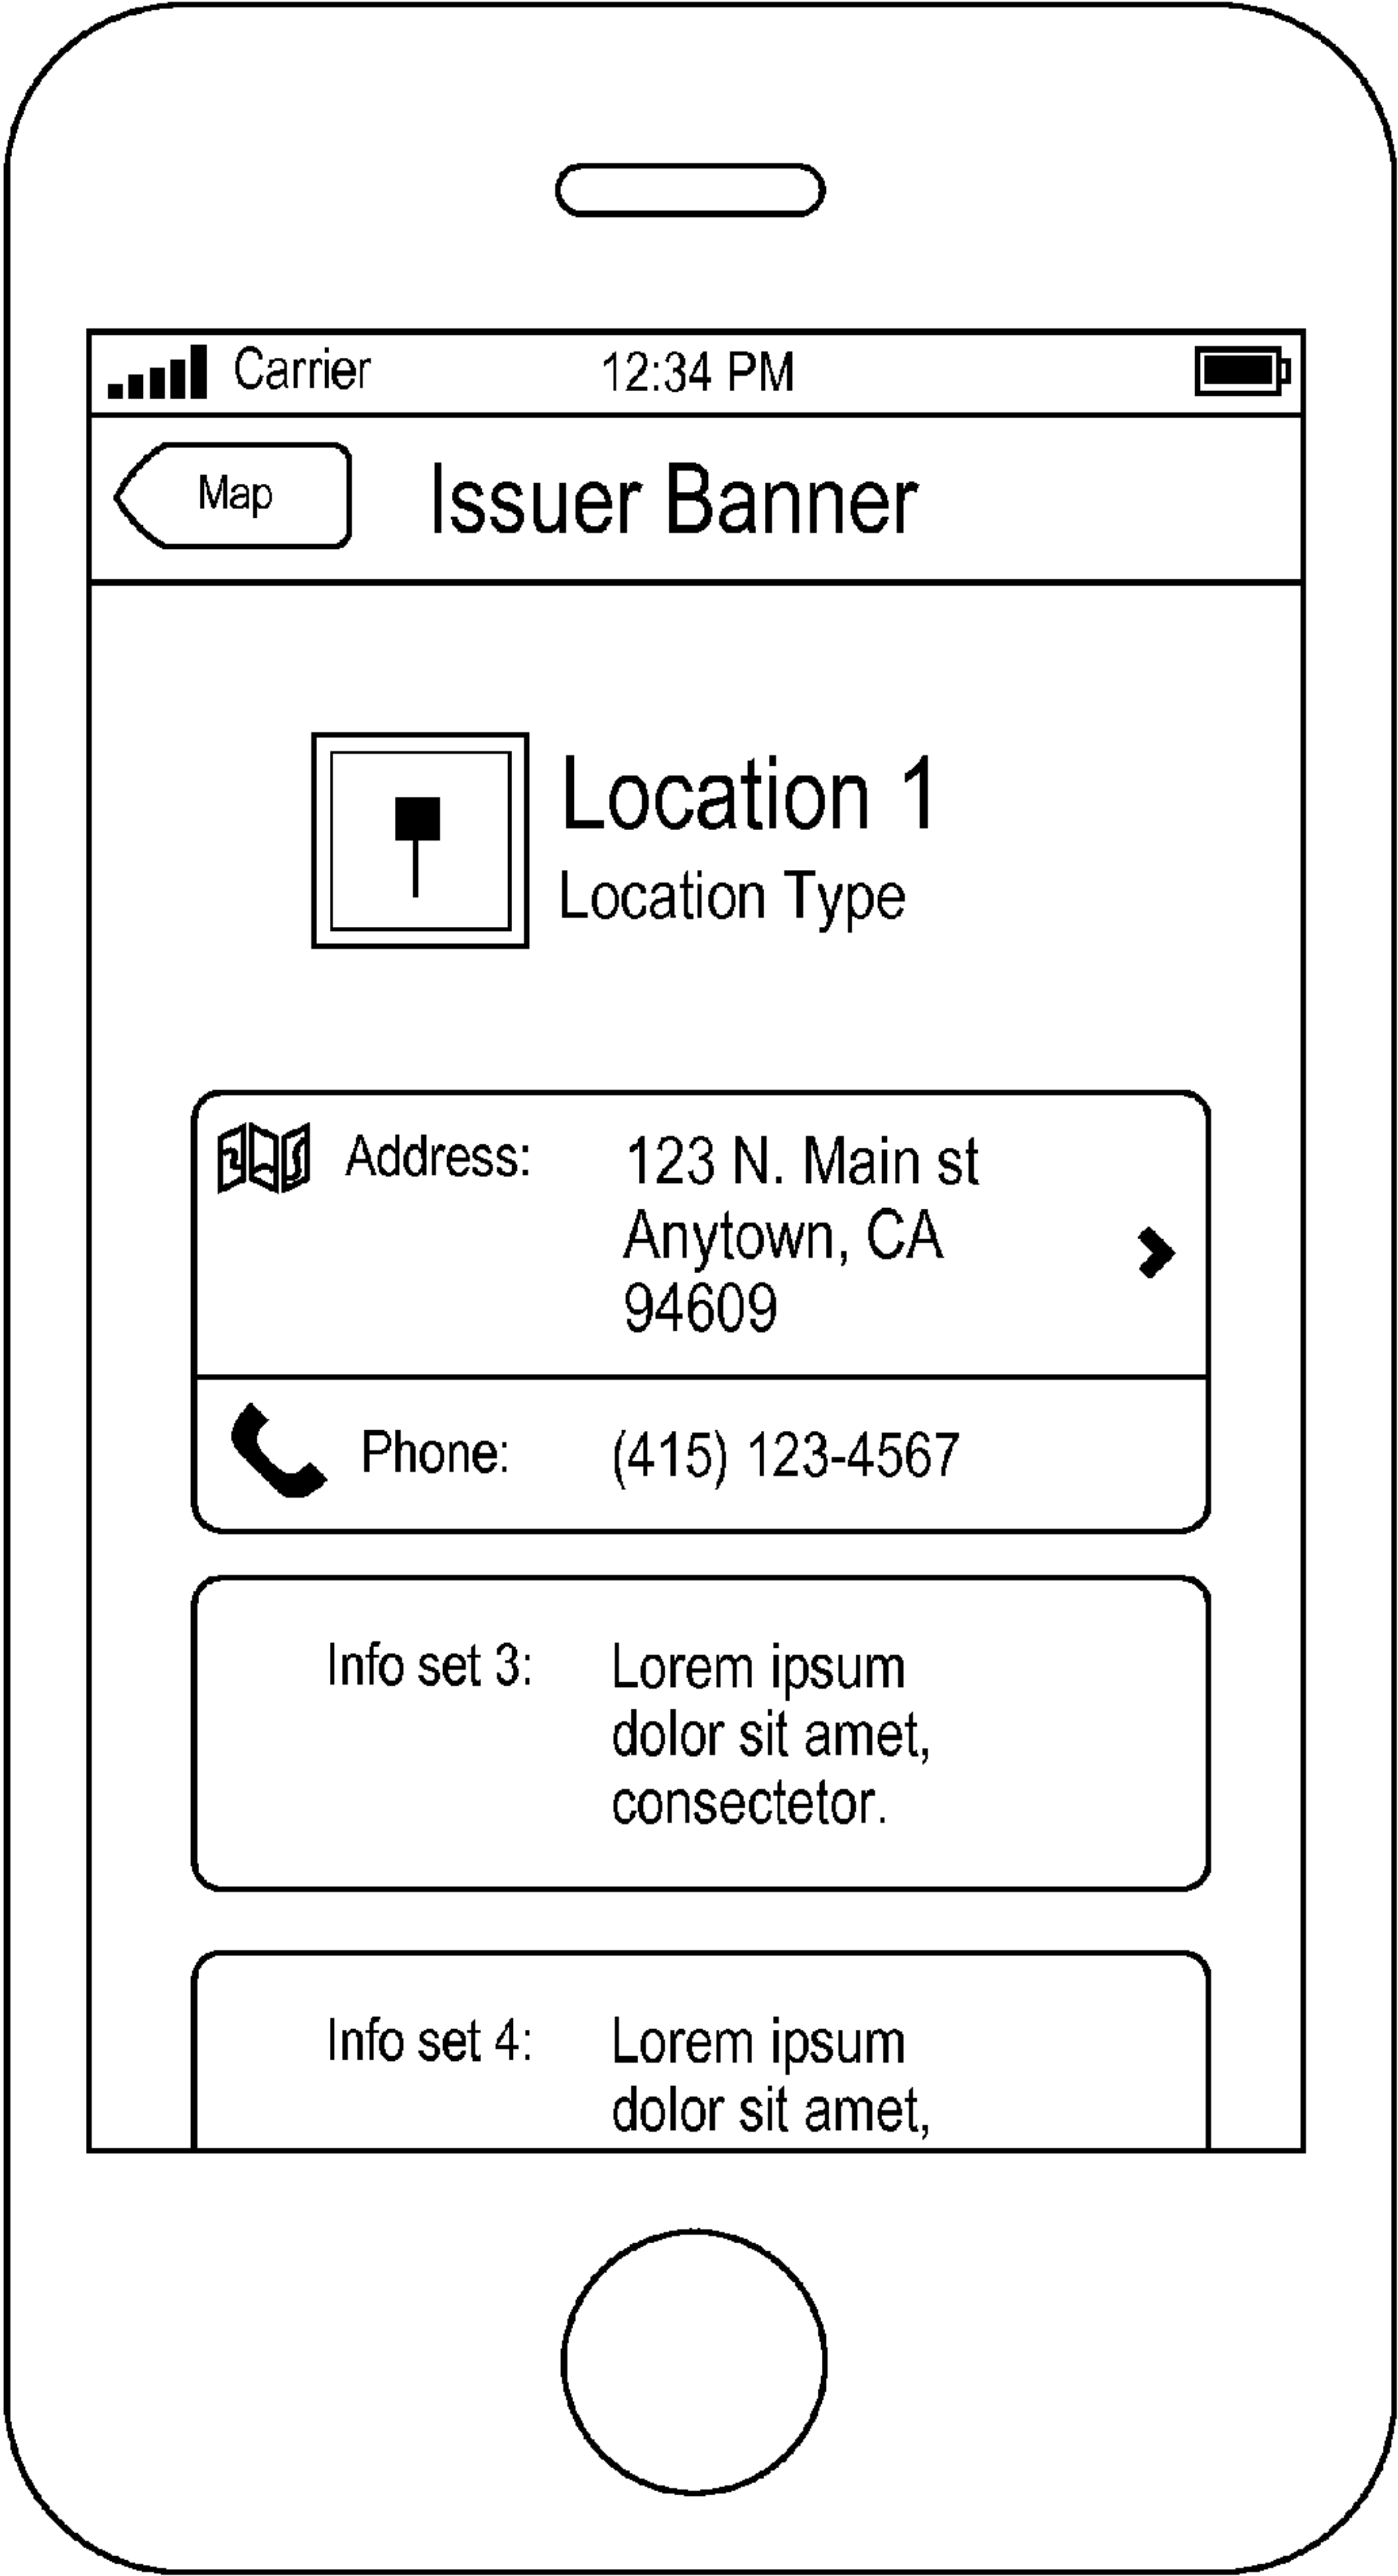 Carrier 12:34 PM
Map Issuer Banner
Location 1
Location Type
Address: 123 N. Main st
Anytown, CA
94609
Phone: (415) 123-4567
Info set 3: Lorem ipsum
dolor sit amet,
consectetor.
Info set 4: Lorem ipsum
dolor sit amet,